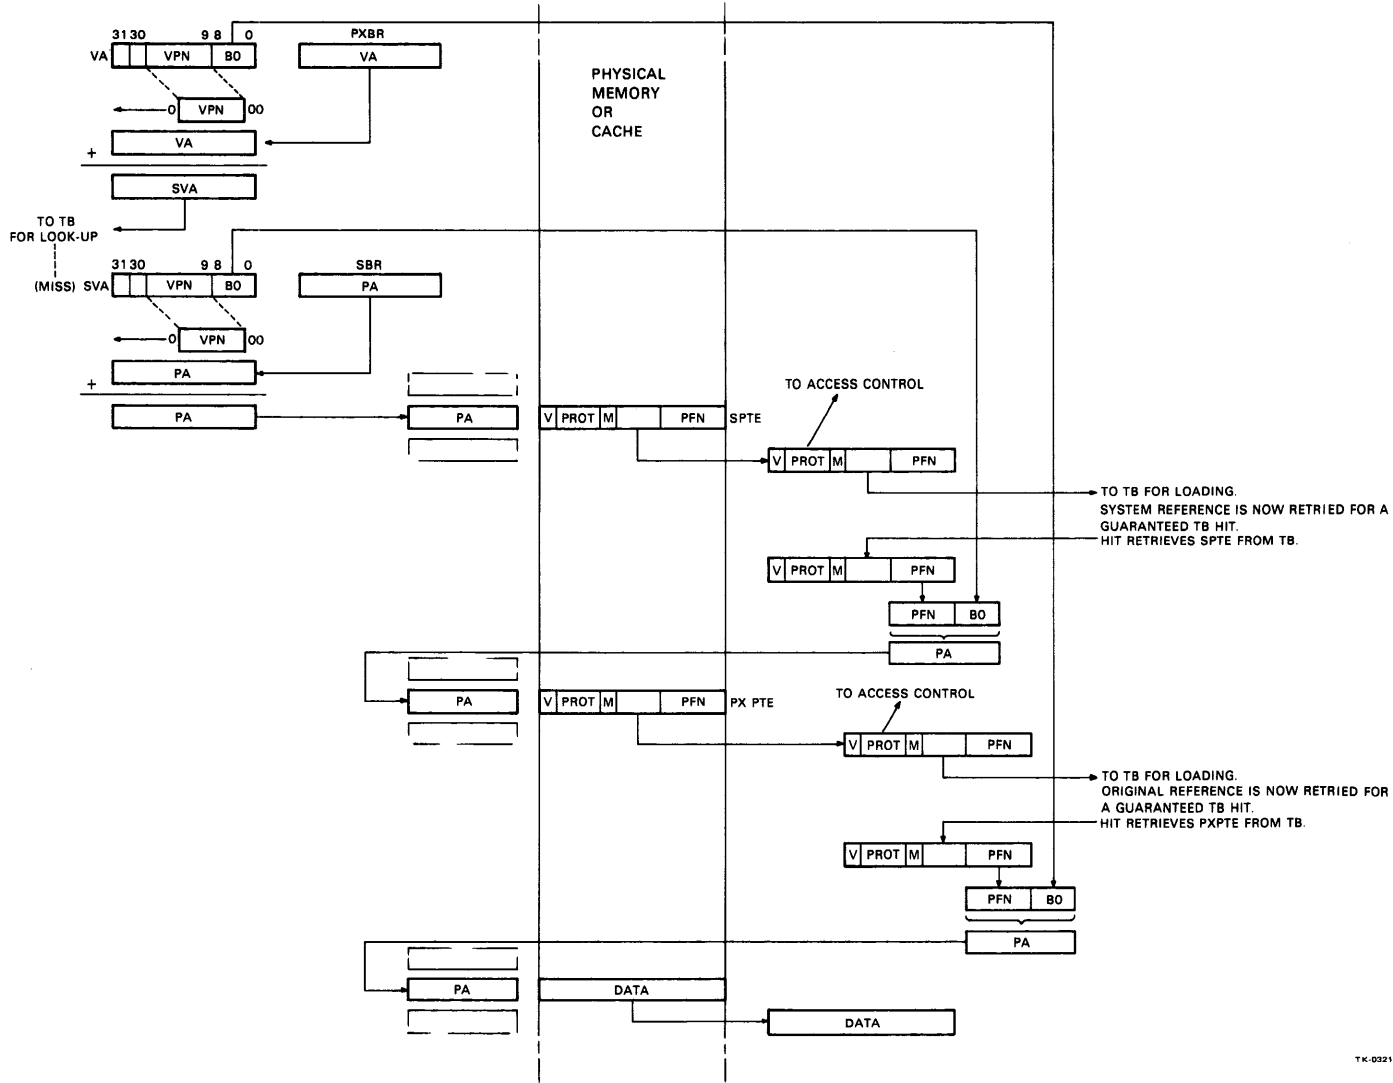 31 30 9 8 0 PXBR
VA VPN BO VA
0 VPN 00
VA
+
SVA
PHYSICAL
MEMORY
OR
CACHE
TO TB
FOR LOOK-UP
31 30 9 8 0 SBR
(MISS) SVA VPN BO PA
0 VPN 00
PA
+
TO ACCESS CONTROL
PA PA V PROT M PFN SPTE
V PROT M PFN
TO TB FOR LOADING.
SYSTEM REFERENCE IS NOW RETRIED FOR A
GUARANTEED TB HIT.
HIT RETRIEVES SPTE FROM TB.
V PROT M PFN
PFN BO
PA
TO ACCESS CONTROL
PA V PROT M PFN PX PTE
V PROT M PFN
TO TB FOR LOADING.
ORIGINAL REFERENCE IS NOW RETRIED FOR
A GUARANTEED TB HIT.
HIT RETRIEVES PXPTE FROM TB.
V PROT M PFN
PFN BO
PA
PA DATA
DATA
TK-0321